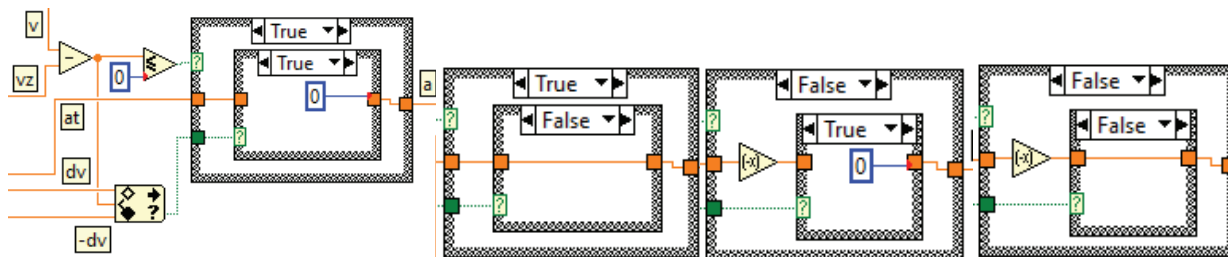 v
-
≤
vz
0
at
dv
-dv
?
True
?
True
0
?
a
True
?
False
?
False
?
(-x)
True
0
?
False
?
(-x)
False
?